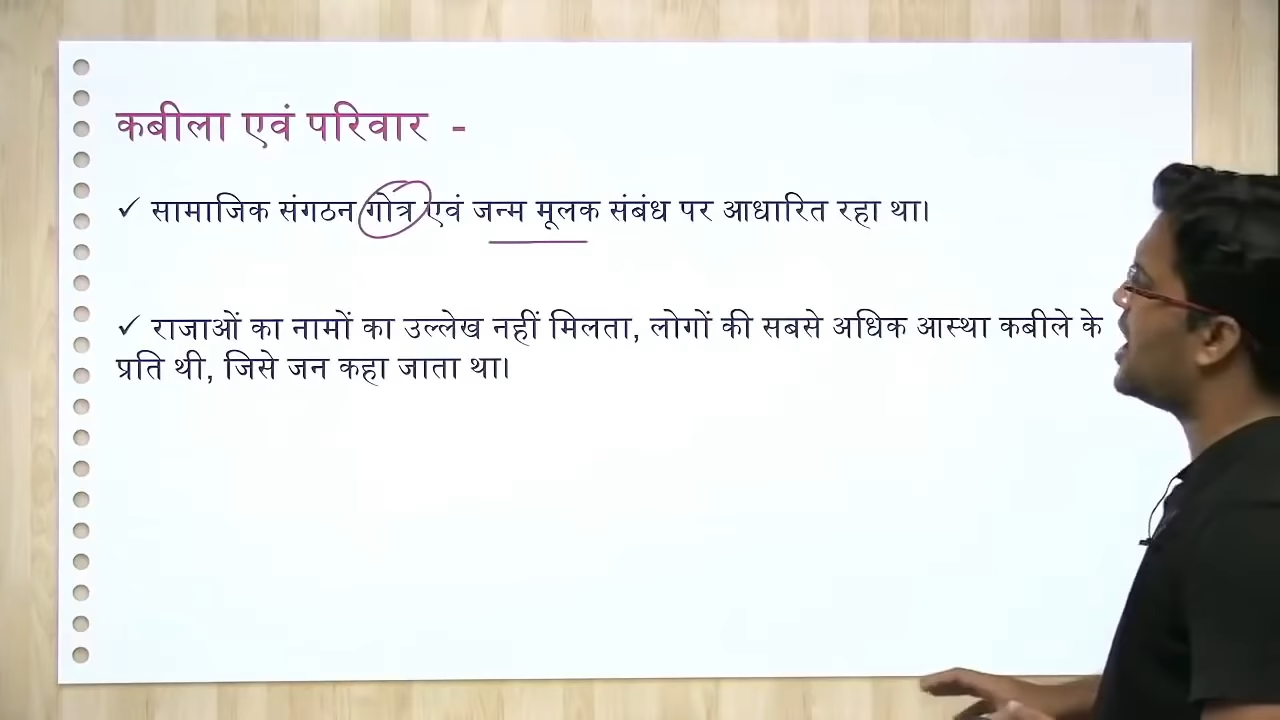 कबीला एवं परिवार -
✓ सामाजिक संगठन गोत्र एवं जन्म मूलक संबंध पर आधारित रहा था।
✓ राजाओं का नामों का उल्लेख नहीं मिलता, लोगों की सबसे अधिक आस्था कबीले के
प्रति थी, जिसे जन कहा जाता था।